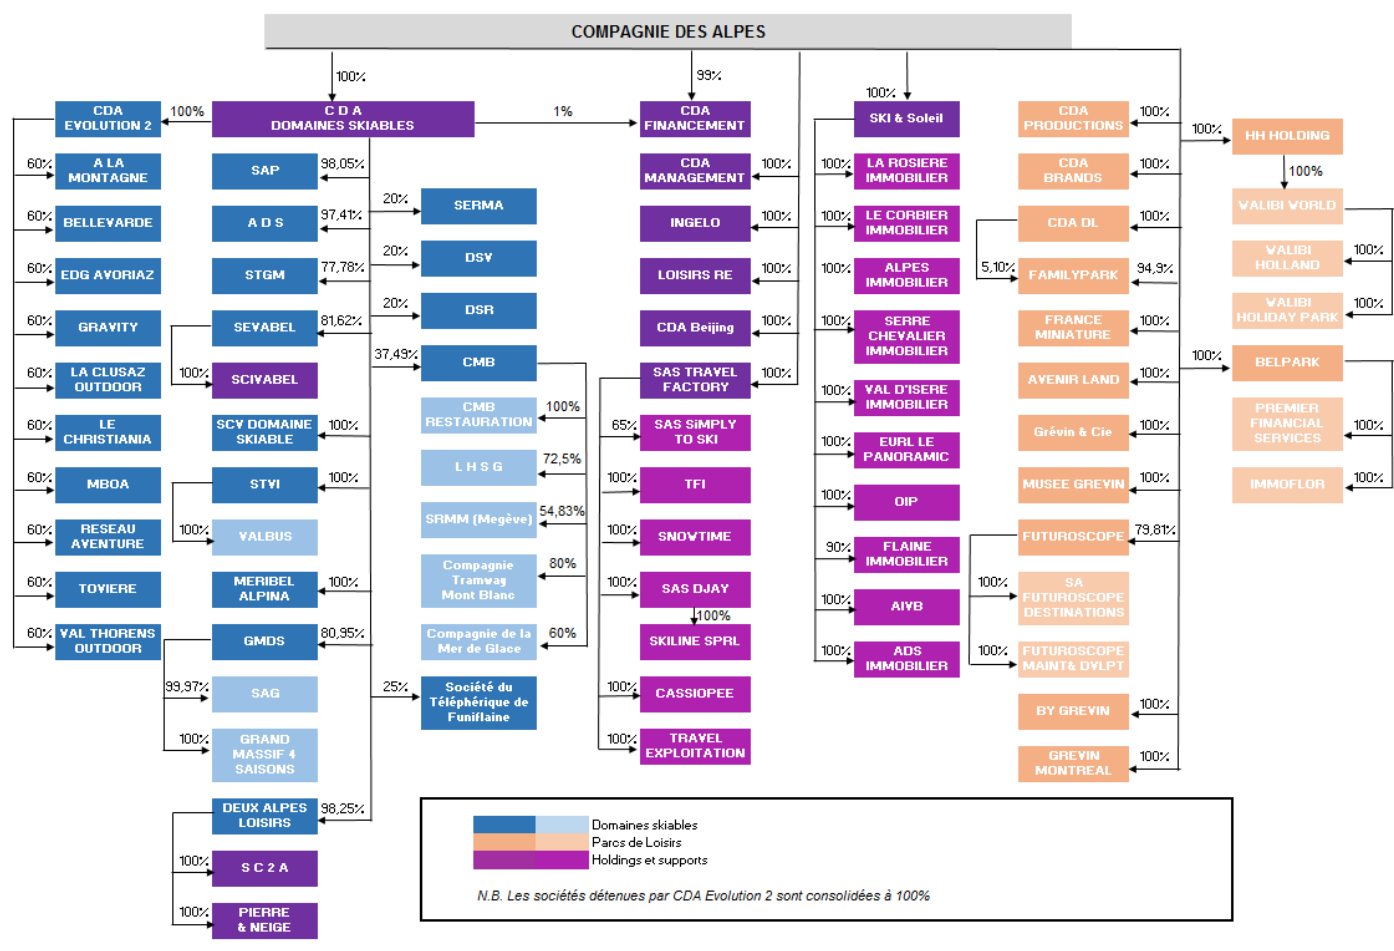 COMPAGNIE DES ALPES
100%
99%
100%
CDA
EVOLUTION 2
100%
C D A
DOMAINES SKIABLES
1%
CDA
FINANCEMENT
SKI & Soleil
CDA
PRODUCTIONS
100%
100%
HH HOLDING
100%
60%
A LA
MONTAGNE
60%
BELLEVARDE
60%
EDG AVORIAZ
60%
GRAVITY
60%
LA CLUSAZ
OUTDOOR
60%
LE
CHRISTIANIA
60%
MBOA
60%
RESEAU
AVENTURE
60%
TOVIERE
60%
VAL THORENS
OUTDOOR
SAP
98,05%
A D S
97,41%
STGM
77,78%
SEVABEL
81,62%
100%
SCIVABEL
SCV DOMAINE
SKIABLE
100%
STVI
100%
100%
VALBUS
MERIBEL
ALPINA
100%
GMDS
80,95%
99,97%
SAG
100%
GRAND
MASSIF 4
SAISONS
DEUX ALPES
LOISIRS
98,25%
100%
S C 2 A
100%
PIERRE
& NEIGE
20%
SERMA
20%
DSV
20%
DSR
37,49%
CMB
CMB
RESTAURATION
100%
L H S G
72,5%
SRMM (Megève)
54,83%
Compagnie
Tramway
Mont Blanc
80%
Compagnie de la
Mer de Glace
60%
25%
Société du
Téléphérique de
Funiflaine
CDA
MANAGEMENT
100%
INGELO
100%
LOISIRS RE
100%
CDA Beijing
100%
SAS TRAVEL
FACTORY
100%
65%
SAS SiMPLY
TO SKI
100%
TFI
100%
SNOWTIME
100%
SAS DJAY
100%
SKILINE SPRL
100%
CASSIOPEE
100%
TRAVEL
EXPLOITATION
100%
LA ROSIERE
IMMOBILIER
100%
LE CORBIER
IMMOBILIER
100%
ALPES
IMMOBILIER
100%
SERRE
CHEVALIER
IMMOBILIER
100%
VAL D'ISERE
IMMOBILIER
100%
EURL LE
PANORAMIC
100%
OIP
90%
FLAINE
IMMOBILIER
100%
AIVB
100%
ADS
IMMOBILIER
CDA
BRANDS
100%
CDA DL
100%
5,10%
FAMILYPARK
94,9%
FRANCE
MINIATURE
100%
AVENIR LAND
100%
Grévin & Cie
100%
MUSEE GREVIN
100%
FUTUROSCOPE
79,81%
100%
SA
FUTUROSCOPE
DESTINATIONS
100%
FUTUROSCOPE
MAINT& DVLPT
BY GREVIN
100%
GREVIN
MONTREAL
100%
WALIBI WORLD
WALIBI
HOLLAND
100%
WALIBI
HOLIDAY PARK
100%
100%
BELPARK
PREMIER
FINANCIAL
SERVICES
100%
IMMOFLOR
100%
Domaines skiables
Parcs de Loisirs
Holdings et supports
N.B. Les sociétés détenues par CDA Evolution 2 sont consolidées à 100%